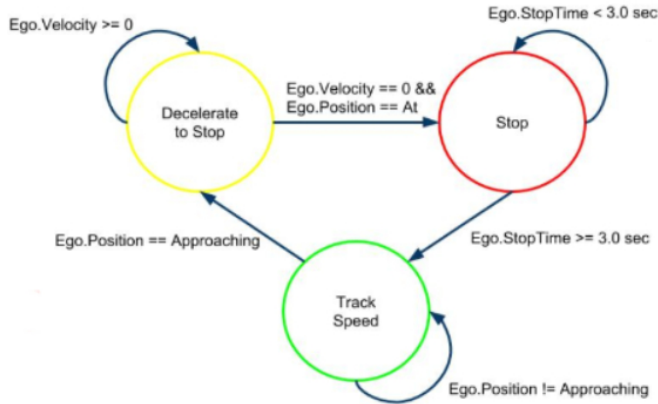 Ego.Velocity >= 0
Ego.StopTime < 3.0 sec
Ego.Velocity == 0 &&
Ego.Position == At
Decelerate
to Stop
Stop
Ego.Position == Approaching
Ego.StopTime >= 3.0 sec
Track
Speed
Ego.Position != Approaching